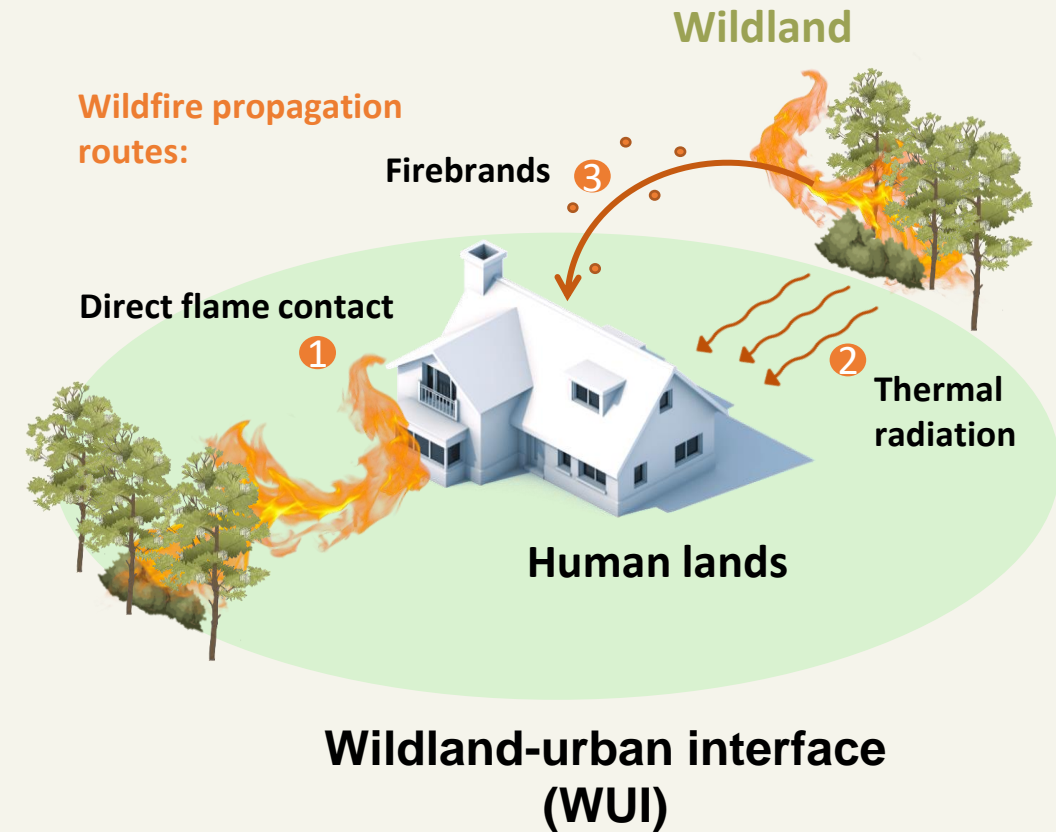 Wildland
Wildfire propagation
routes:
Firebrands 3
Direct flame contact
1
2
Thermal
radiation
Human lands
Wildland-urban interface
(WUI)